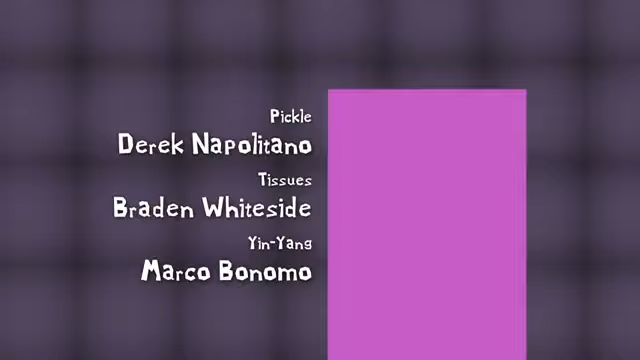 Pickle
Derek Napolitano
Tissues
Braden Whiteside
Yin-Yang
Marco Bonomo